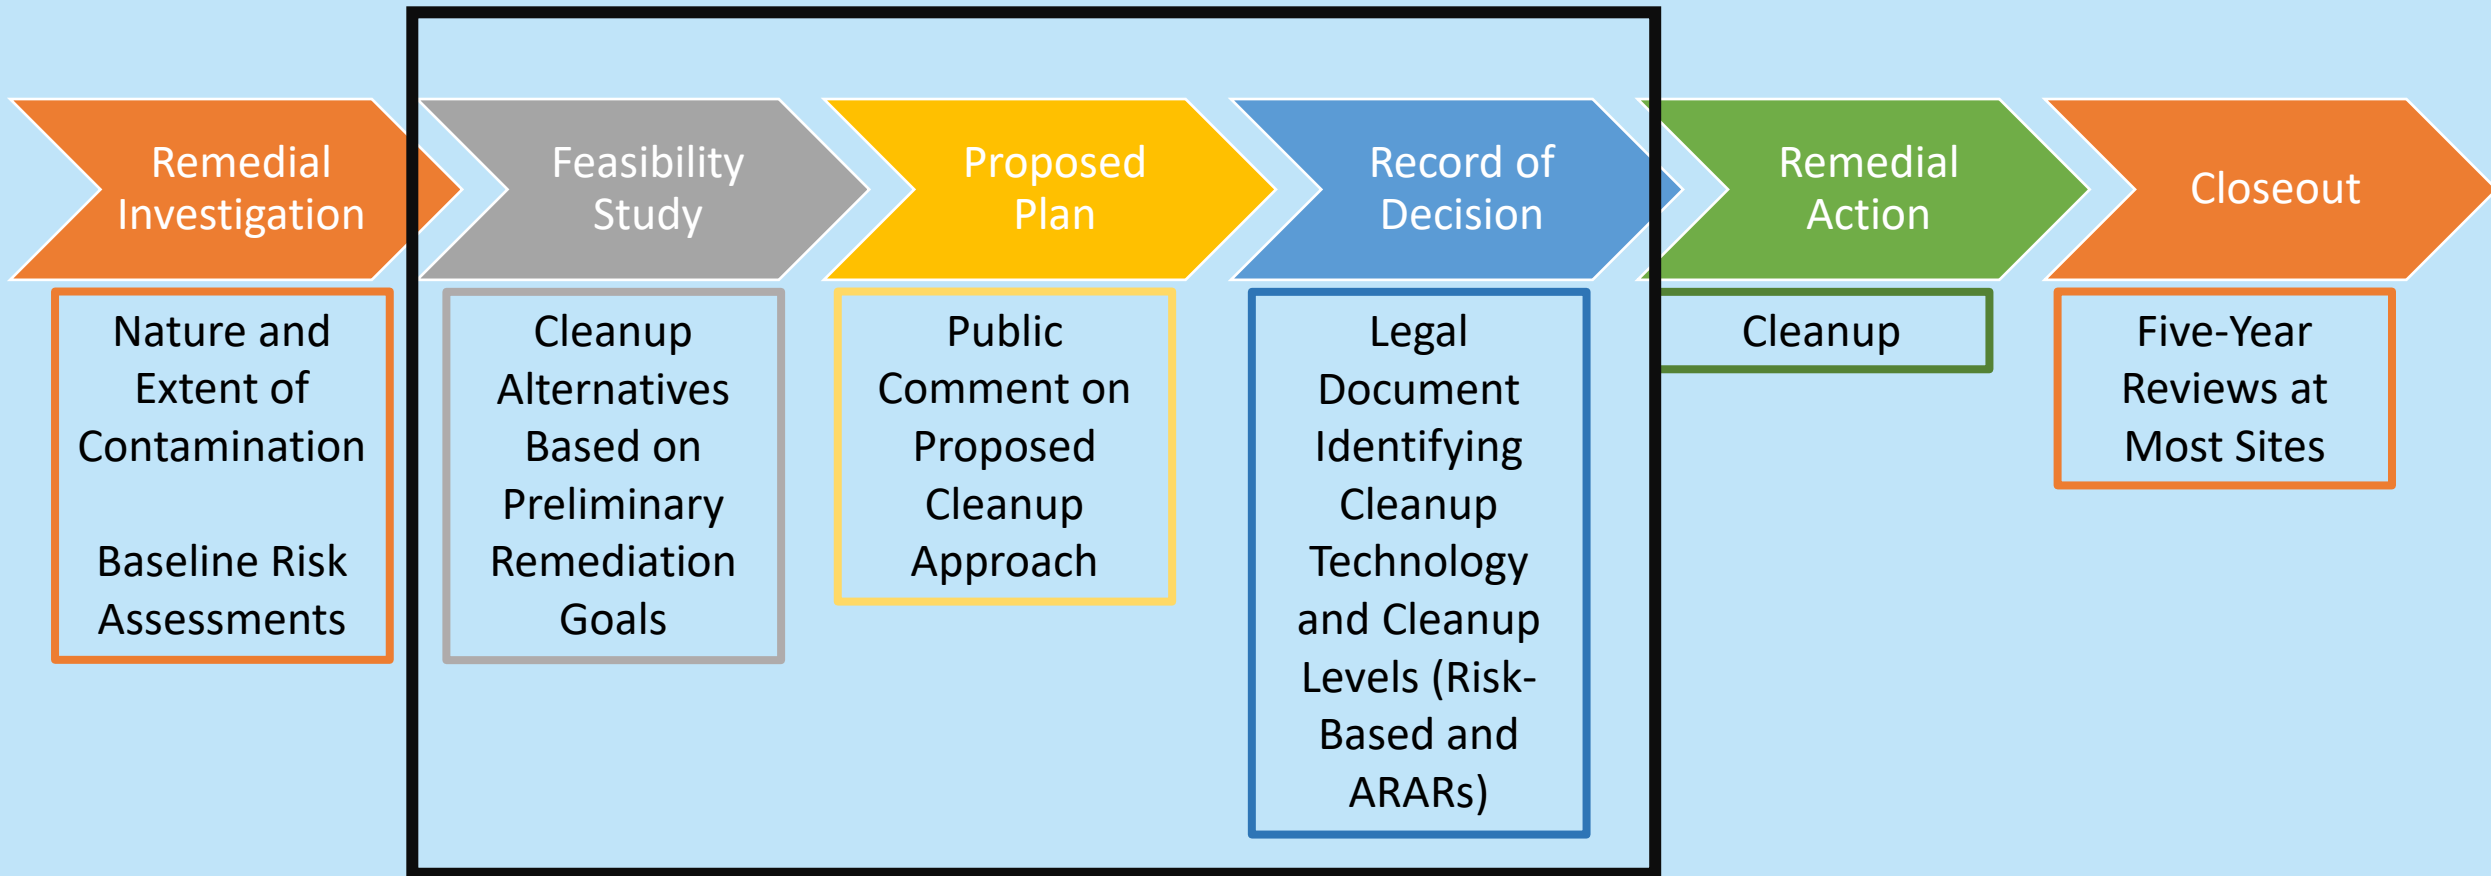 Remedial
Investigation
Feasibility
Study
Proposed
Plan
Record of
Decision
Remedial
Action
Closeout
Nature and
Extent of
Contamination
Baseline Risk
Assessments
Cleanup
Alternatives
Based on
Preliminary
Remediation
Goals
Public
Comment on
Proposed
Cleanup
Approach
Legal
Document
Identifying
Cleanup
Technology
and Cleanup
Levels (Risk-
Based and
ARARs)
Cleanup
Five-Year
Reviews at
Most Sites